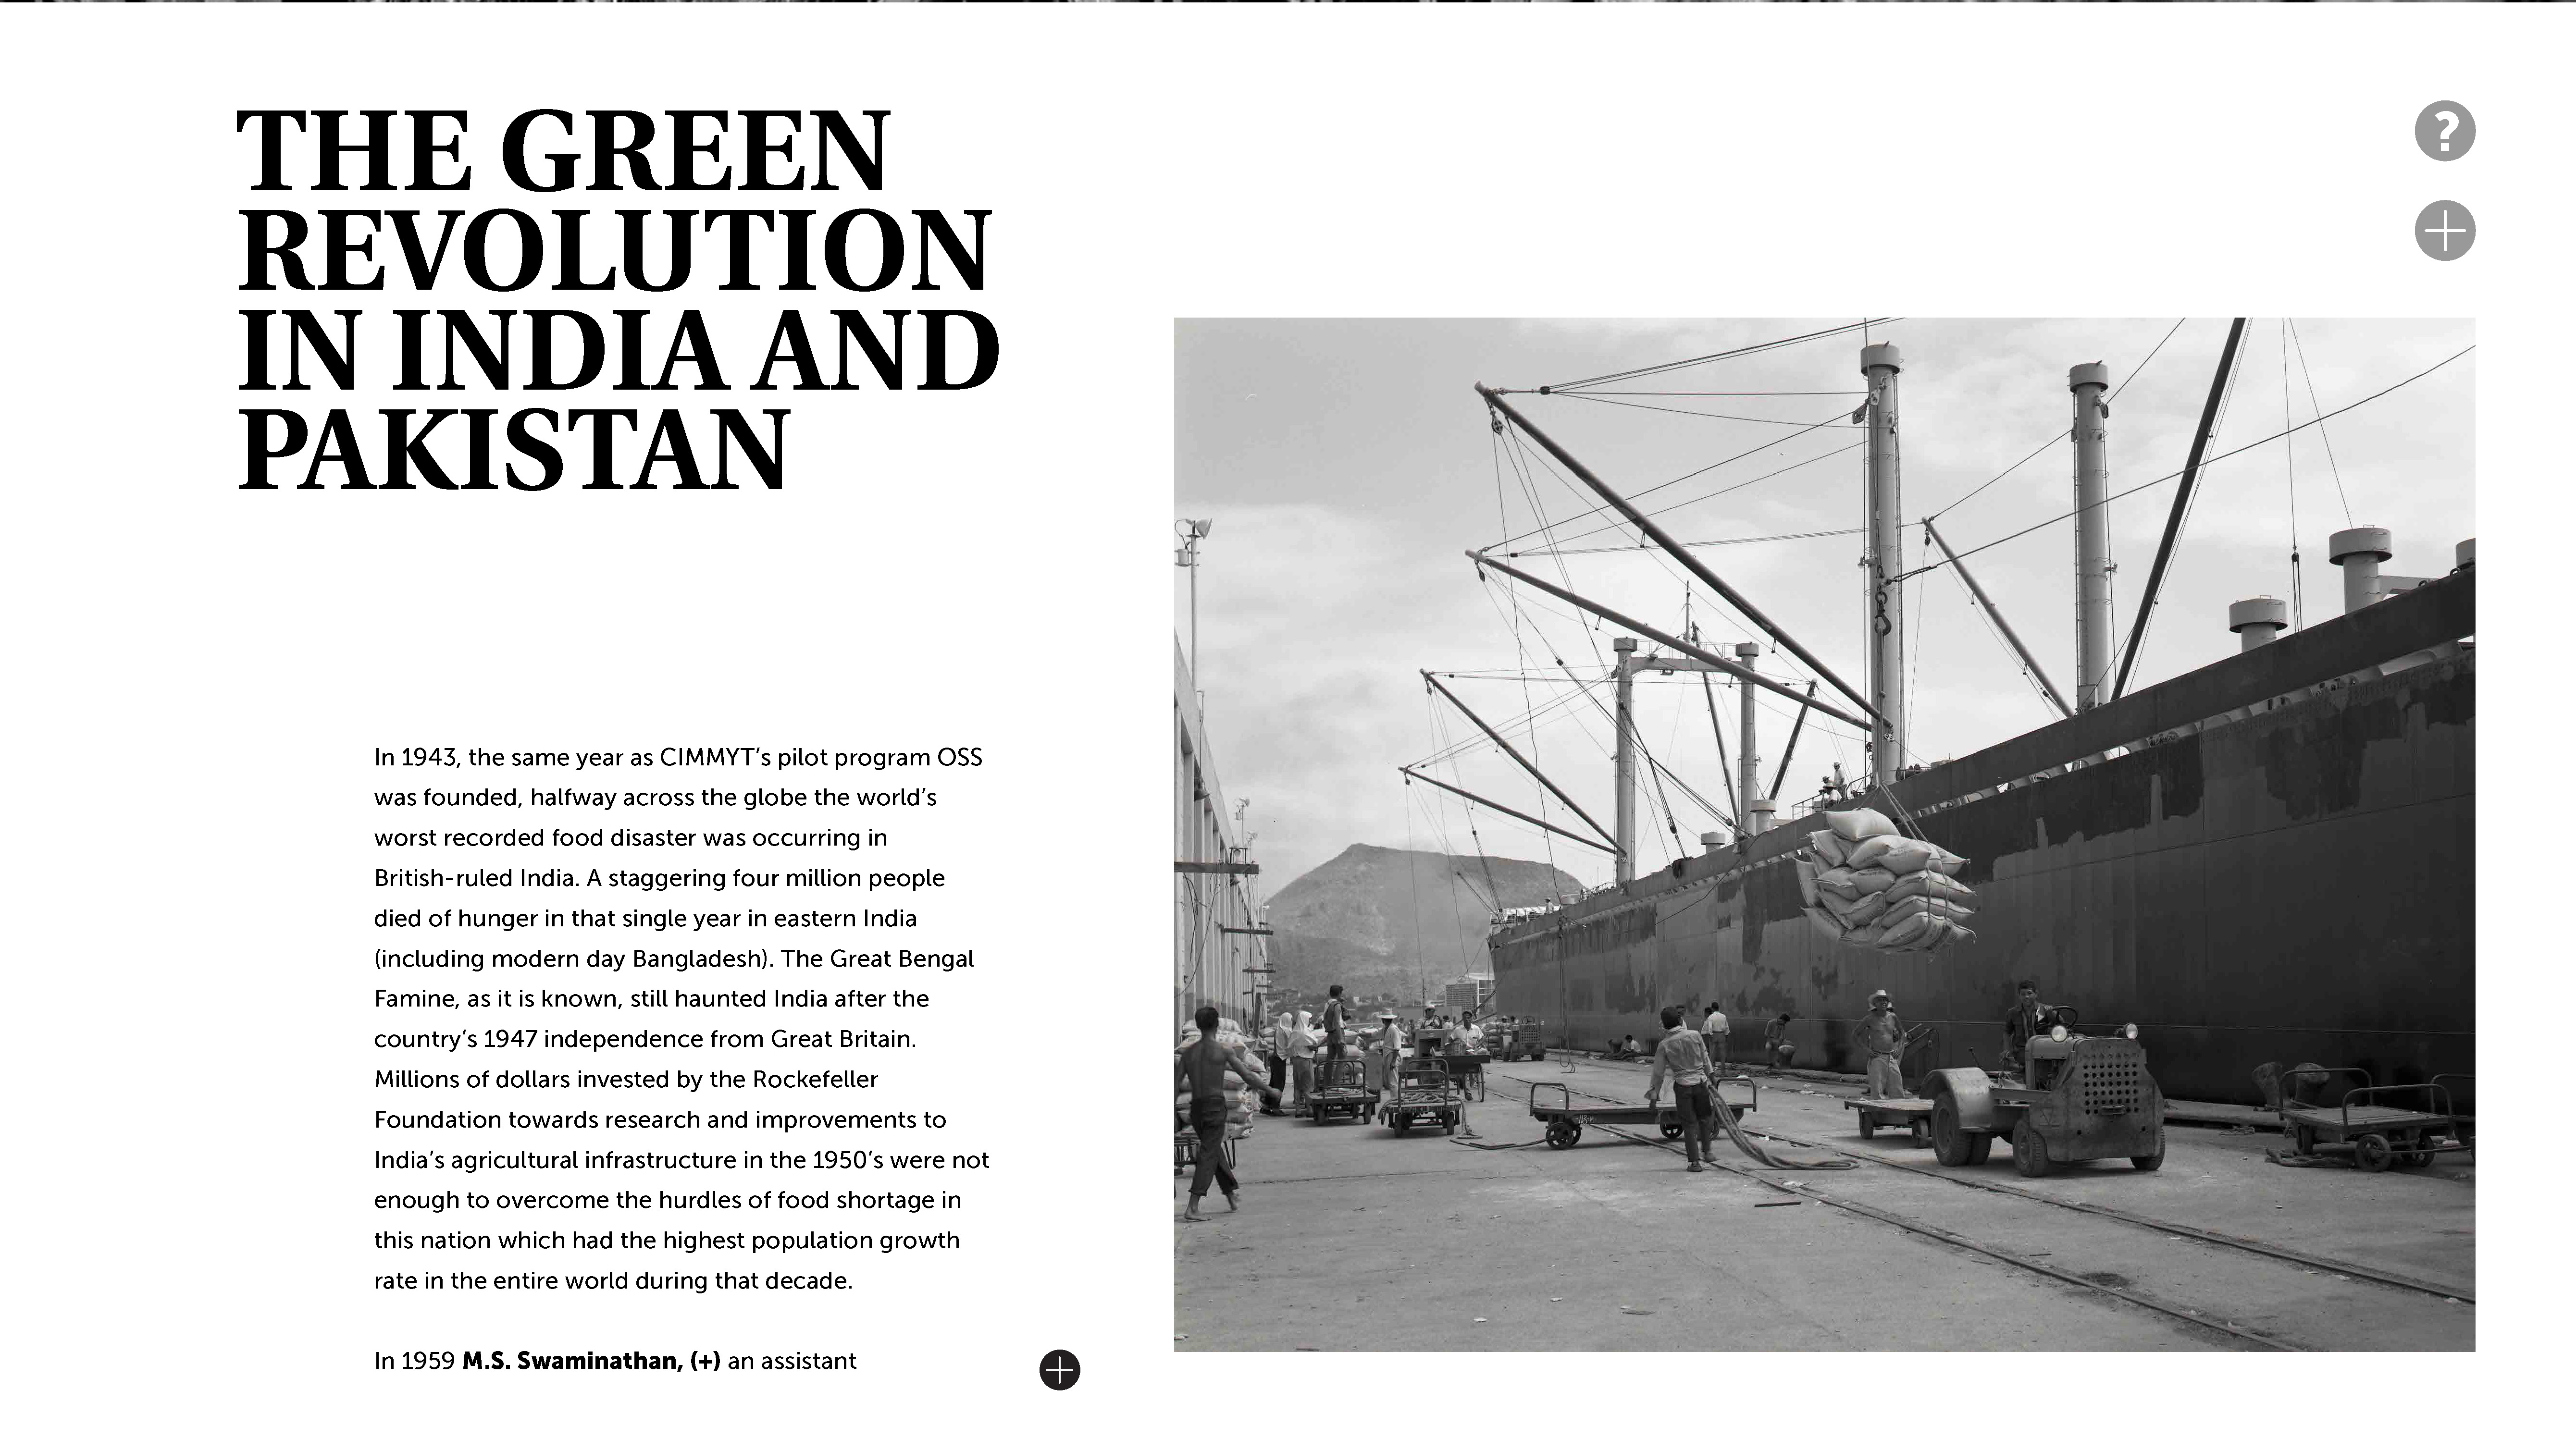 THE GREEN
REVOLUTION
IN INDIA AND
PAKISTAN
In 1943, the same year as CIMMYT's pilot program OSS
was founded, halfway across the globe the world's
worst recorded food disaster was occurring in
British-ruled India. A staggering four million people
died of hunger in that single year in eastern India
(including modern day Bangladesh). The Great Bengal
Famine, as it is known, still haunted India after the
country's 1947 independence from Great Britain.
Millions of dollars invested by the Rockefeller
Foundation towards research and improvements to
India's agricultural infrastructure in the 1950's were not
enough to overcome the hurdles of food shortage in
this nation which had the highest population growth
rate in the entire world during that decade.
In 1959 M.S. Swaminathan, (+) an assistant
?